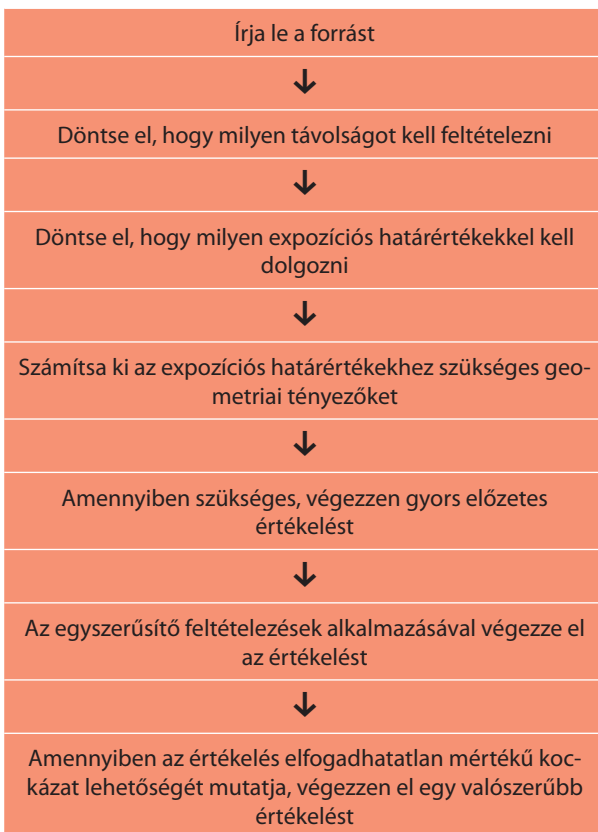 Írja le a forrást
↓
Döntse el, hogy milyen távolságot kell feltételezni
↓
Döntse el, hogy milyen expozíciós határértékekkel kell
dolgozni
↓
Számítsa ki az expozíciós határértékekhez szükséges geo-
metriai tényezőket
↓
Amennyiben szükséges, végezzen gyors előzetes
értékelést
↓
Az egyszerűsítő feltételezések alkalmazásával végezze el
az értékelést
↓
Amennyiben az értékelés elfogadhatatlan mértékű koc-
kázat lehetőségét mutatja, végezzen el egy valószerűbb
értékelést